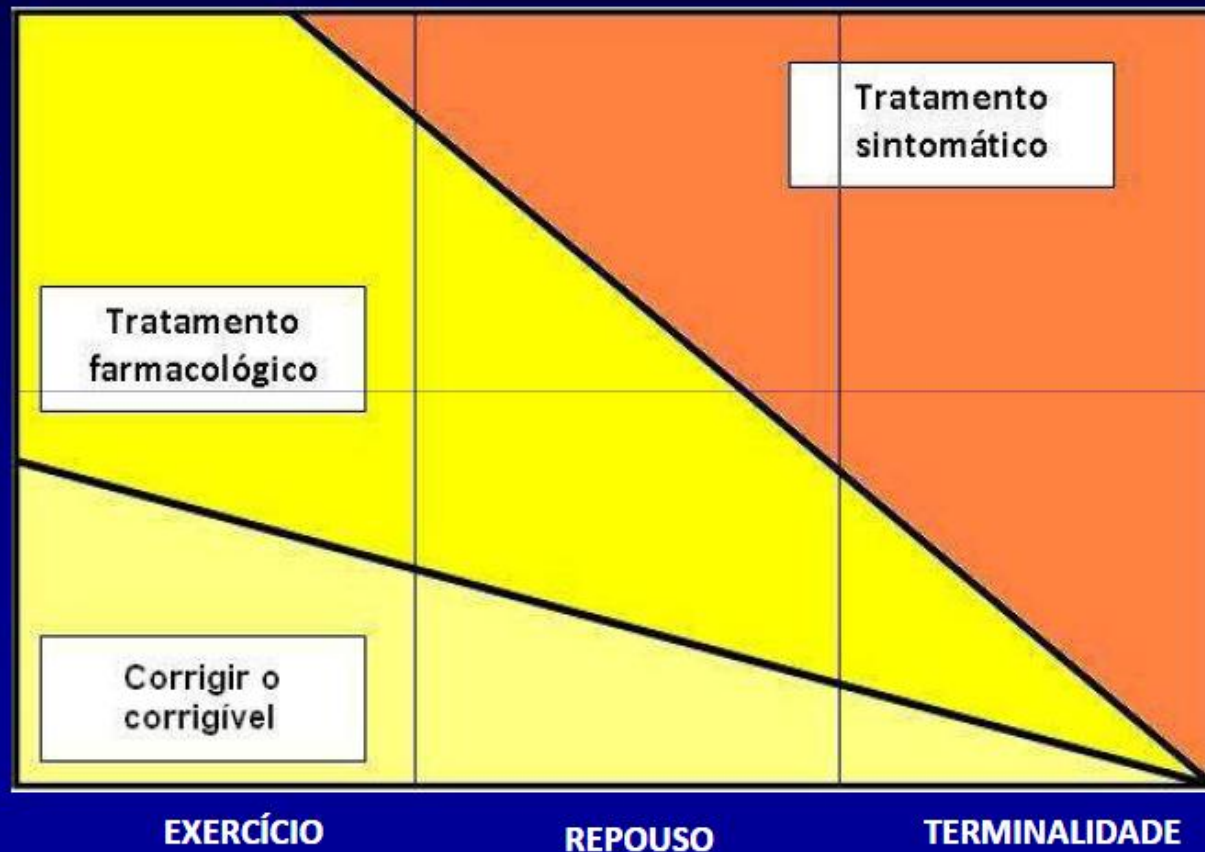 Tratamento
sintomático
Tratamento
farmacológico
Corrigir o
corrigível
EXERCÍCIO
REPOUSO
TERMINALIDADE